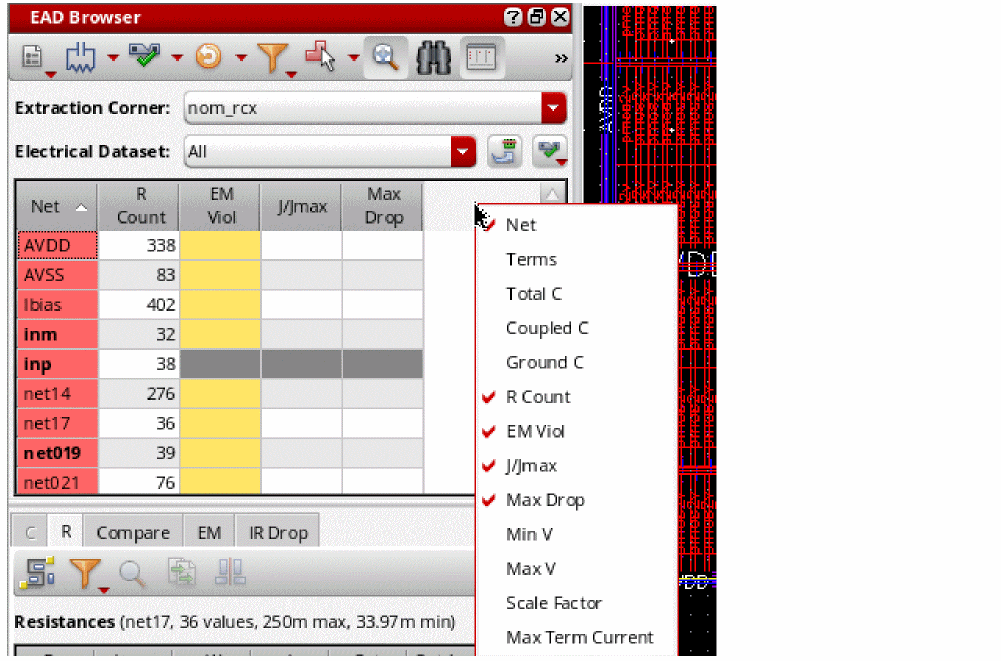 EAD Browser
Extraction Corner: nom_rcx
Electrical Dataset: All
Net R Count EM Viol J/Jmax Max Drop
AVDD 338
AVSS 83
Ibias 402
inm 32
inp 38
net14 276
net17 36
net019 39
net021 76
C R Compare EM IR Drop
Resistances (net17, 36 values, 250m max, 33.97m min)
Net
Terms
Total C
Coupled C
Ground C
R Count
EM Viol
J/Jmax
Max Drop
Min V
Max V
Scale Factor
Max Term Current
AVDD